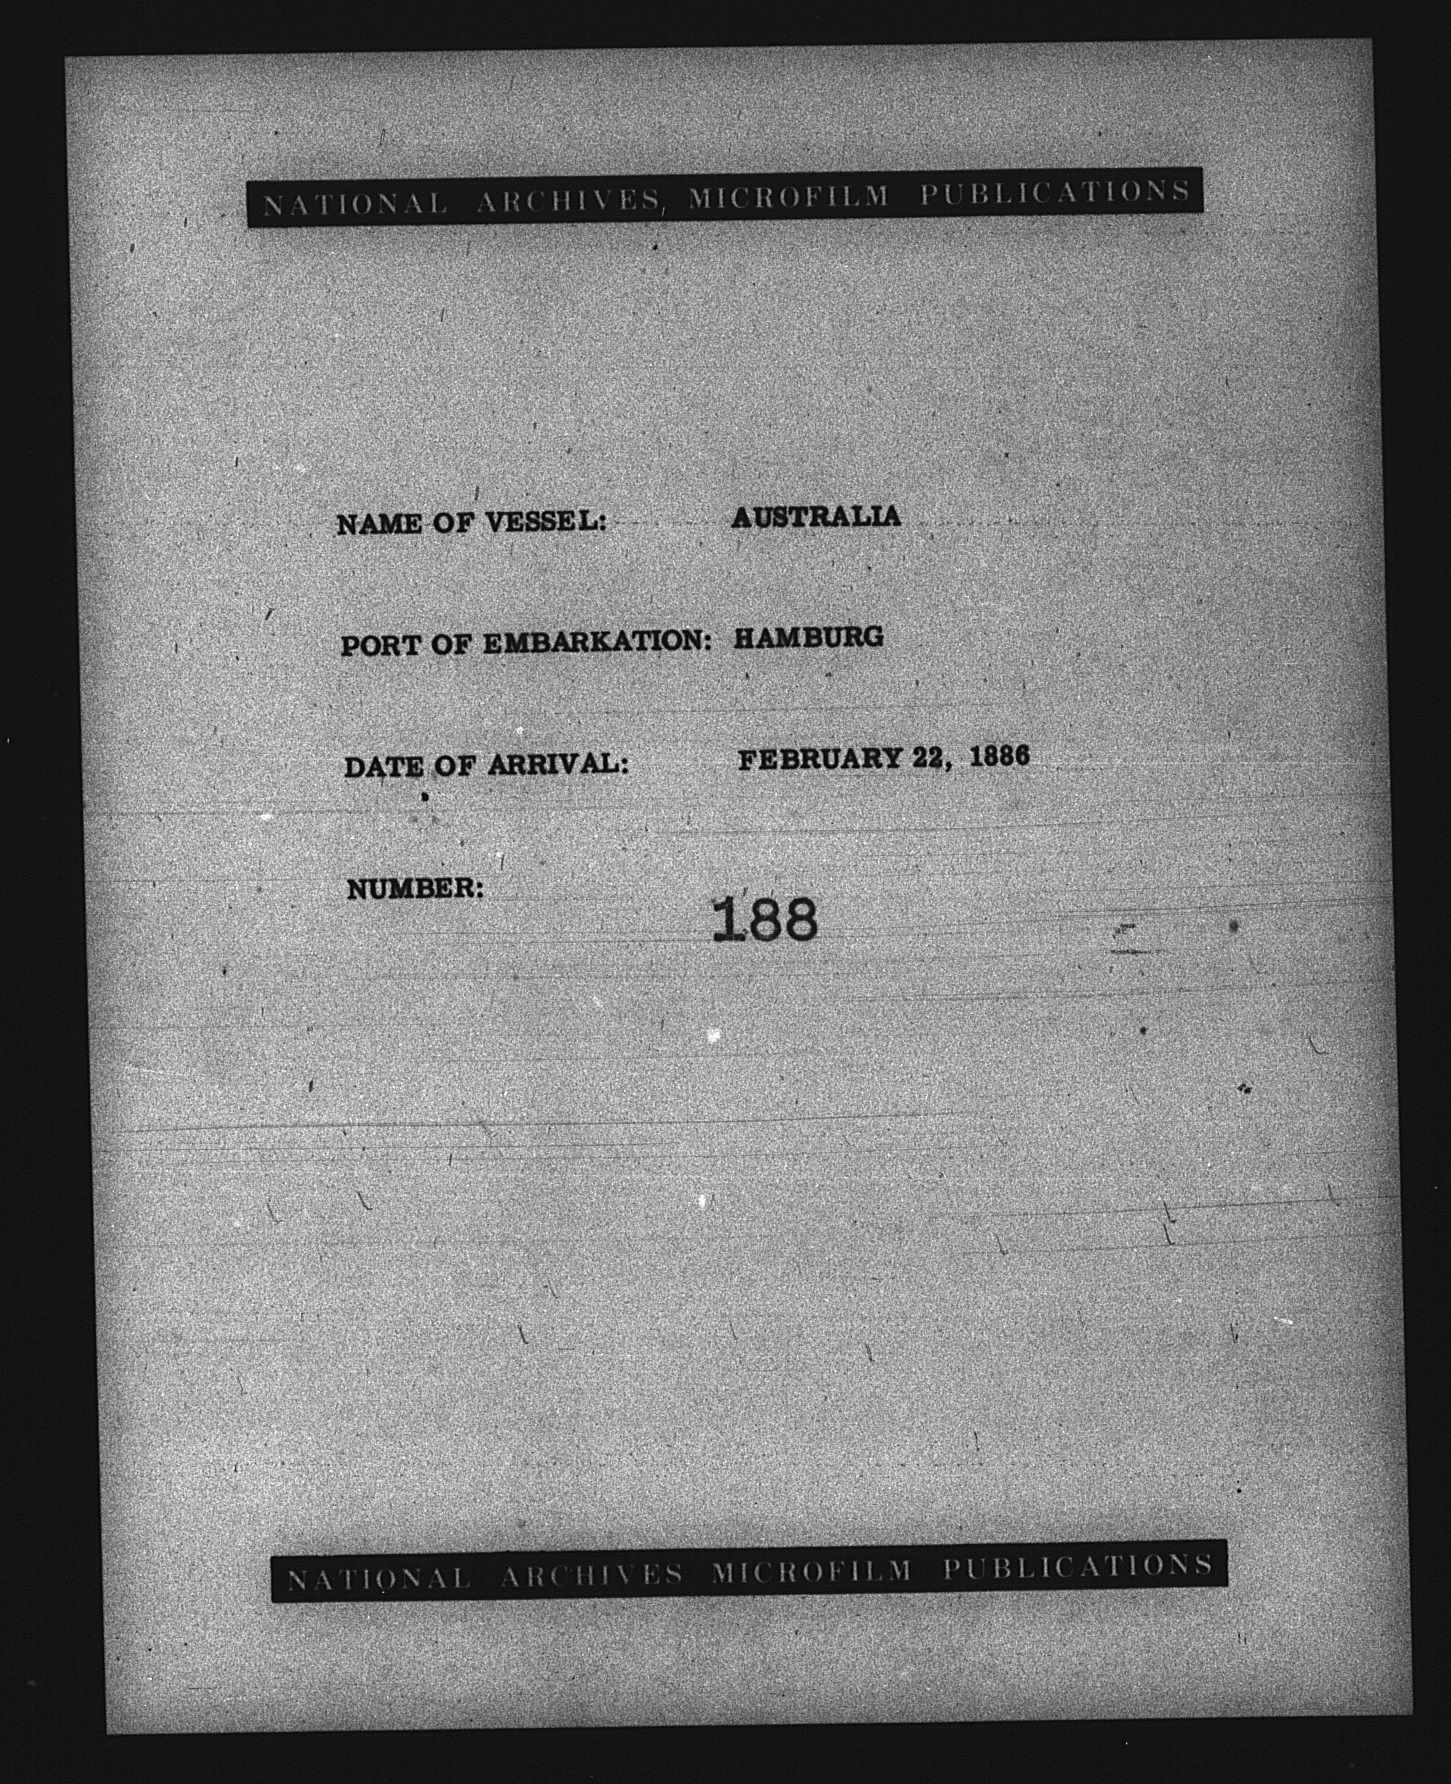 NATIONAL ARCHIVES, MICROFILM PUBLICATIONS
NAME OF VESSEL: AUSTRALIA
PORT OF EMBARKATION: HAMBURG
DATE OF ARRIVAL: FEBRUARY 22, 1886
NUMBER:
188
NATIONAL ARCHIVES MICROFILM PUBLICATIONS